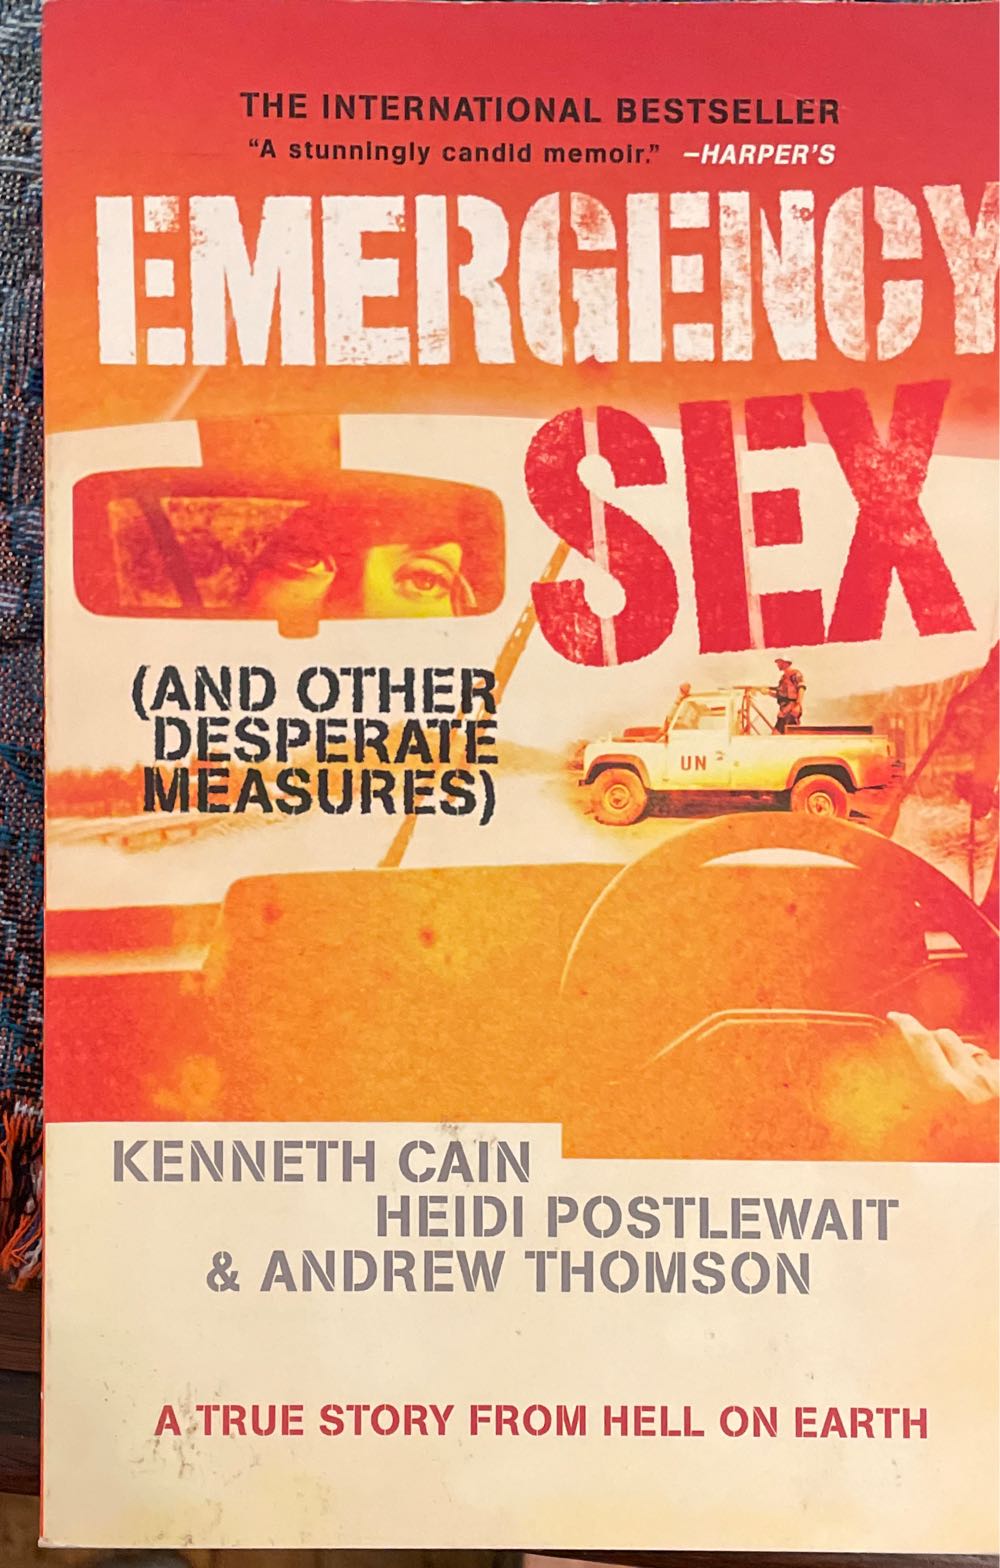 THE INTERNATIONAL BESTSELLER
“A stunningly candid memoir.” –HARPER'S
EMERGENCY
SEX
(AND OTHER
DESPERATE
MEASURES)
UN
KENNETH CAIN
HEIDI POSTLEWAIT
& ANDREW THOMSON
A TRUE STORY FROM HELL ON EARTH